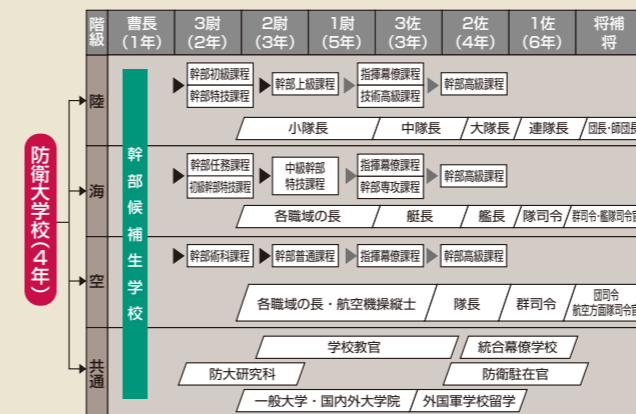 階級
曹長
(1年)
3尉
(2年)
2尉
(3年)
1尉
(5年)
3佐
(3年)
2佐
(4年)
1佐
(6年)
将補
将
防衛大学校(4年)
幹部候補生学校
陸
幹部初級課程
幹部特技課程
幹部上級課程
指揮幕僚課程
技術高級課程
幹部高級課程
小隊長
中隊長
大隊長
連隊長
団長・師団長
海
幹部任務課程
初級幹部特技課程
中級幹部
特技課程
指揮幕僚課程
幹部専攻課程
幹部高級課程
各職域の長
艇長
艦長
隊司令
群司令・艦隊司令官
空
幹部術科課程
幹部普通課程
指揮幕僚課程
幹部高級課程
各職域の長・航空機操縦士
隊長
群司令
団司令
航空方面隊司令官
共通
学校教官
統合幕僚学校
防大研究科
防衛駐在官
一般大学・国内外大学院
外国軍学校留学